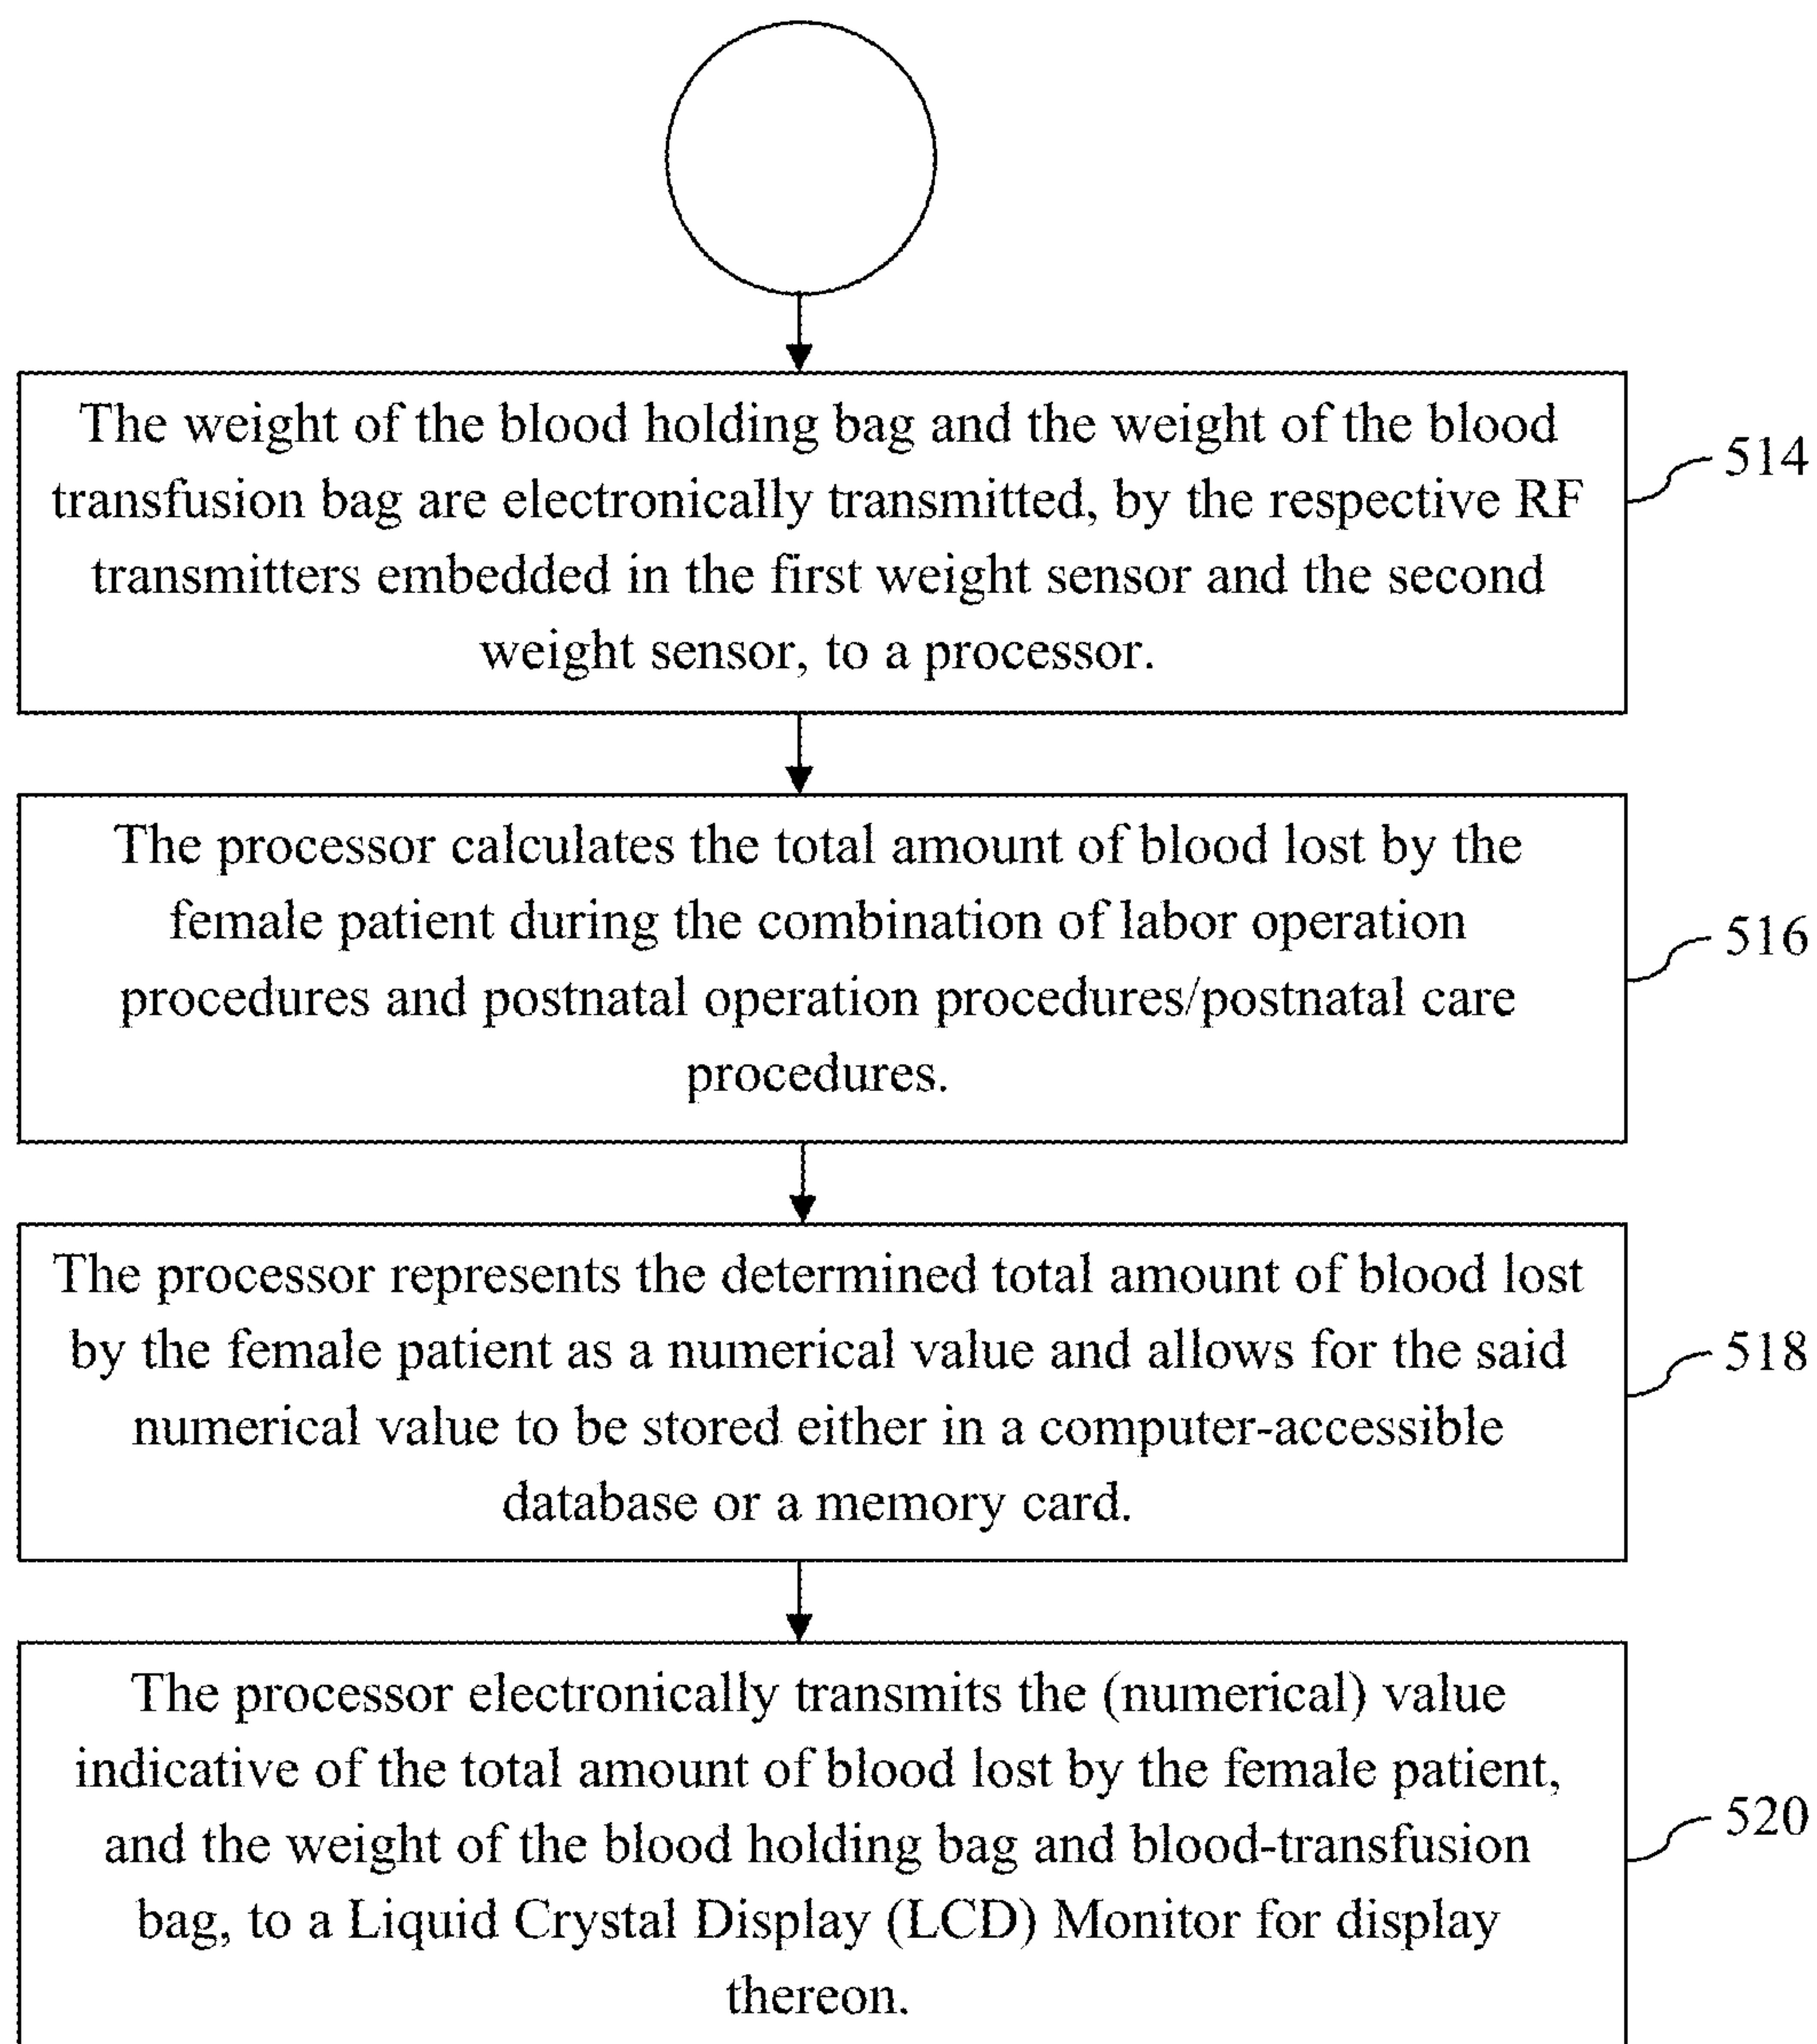 The weight of the blood holding bag and the weight of the blood
transfusion bag are electronically transmitted, by the respective RF
transmitters embedded in the first weight sensor and the second
weight sensor, to a processor.
514
The processor calculates the total amount of blood lost by the
female patient during the combination of labor operation
procedures and postnatal operation procedures/postnatal care
procedures.
516
The processor represents the determined total amount of blood lost
by the female patient as a numerical value and allows for the said
numerical value to be stored either in a computer-accessible
database or a memory card.
518
The processor electronically transmits the (numerical) value
indicative of the total amount of blood lost by the female patient,
and the weight of the blood holding bag and blood-transfusion
bag, to a Liquid Crystal Display (LCD) Monitor for display
thereon.
520